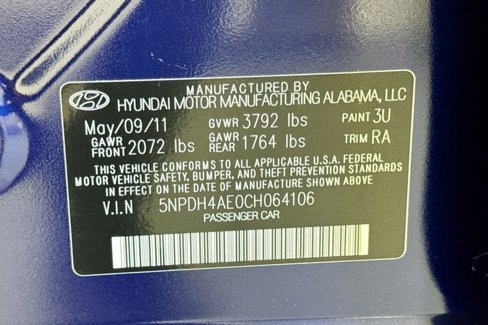 MANUFACTURED BY
HYUNDAI MOTOR MANUFACTURING ALABAMA, LLC
May/09/11 GVWR 3792 lbs PAINT 3U
GAWR FRONT 2072 lbs GAWR REAR 1764 lbs TRIM RA
THIS VEHICLE CONFORMS TO ALL APPLICABLE U.S.A. FEDERAL
MOTOR VEHICLE SAFETY, BUMPER, AND THEFT PREVENTION STANDARDS
IN EFFECT ON THE DATE OF MANUFACTURE SHOWN ABOVE.
V.I.N 5NPDH4AE0CH064106
PASSENGER CAR